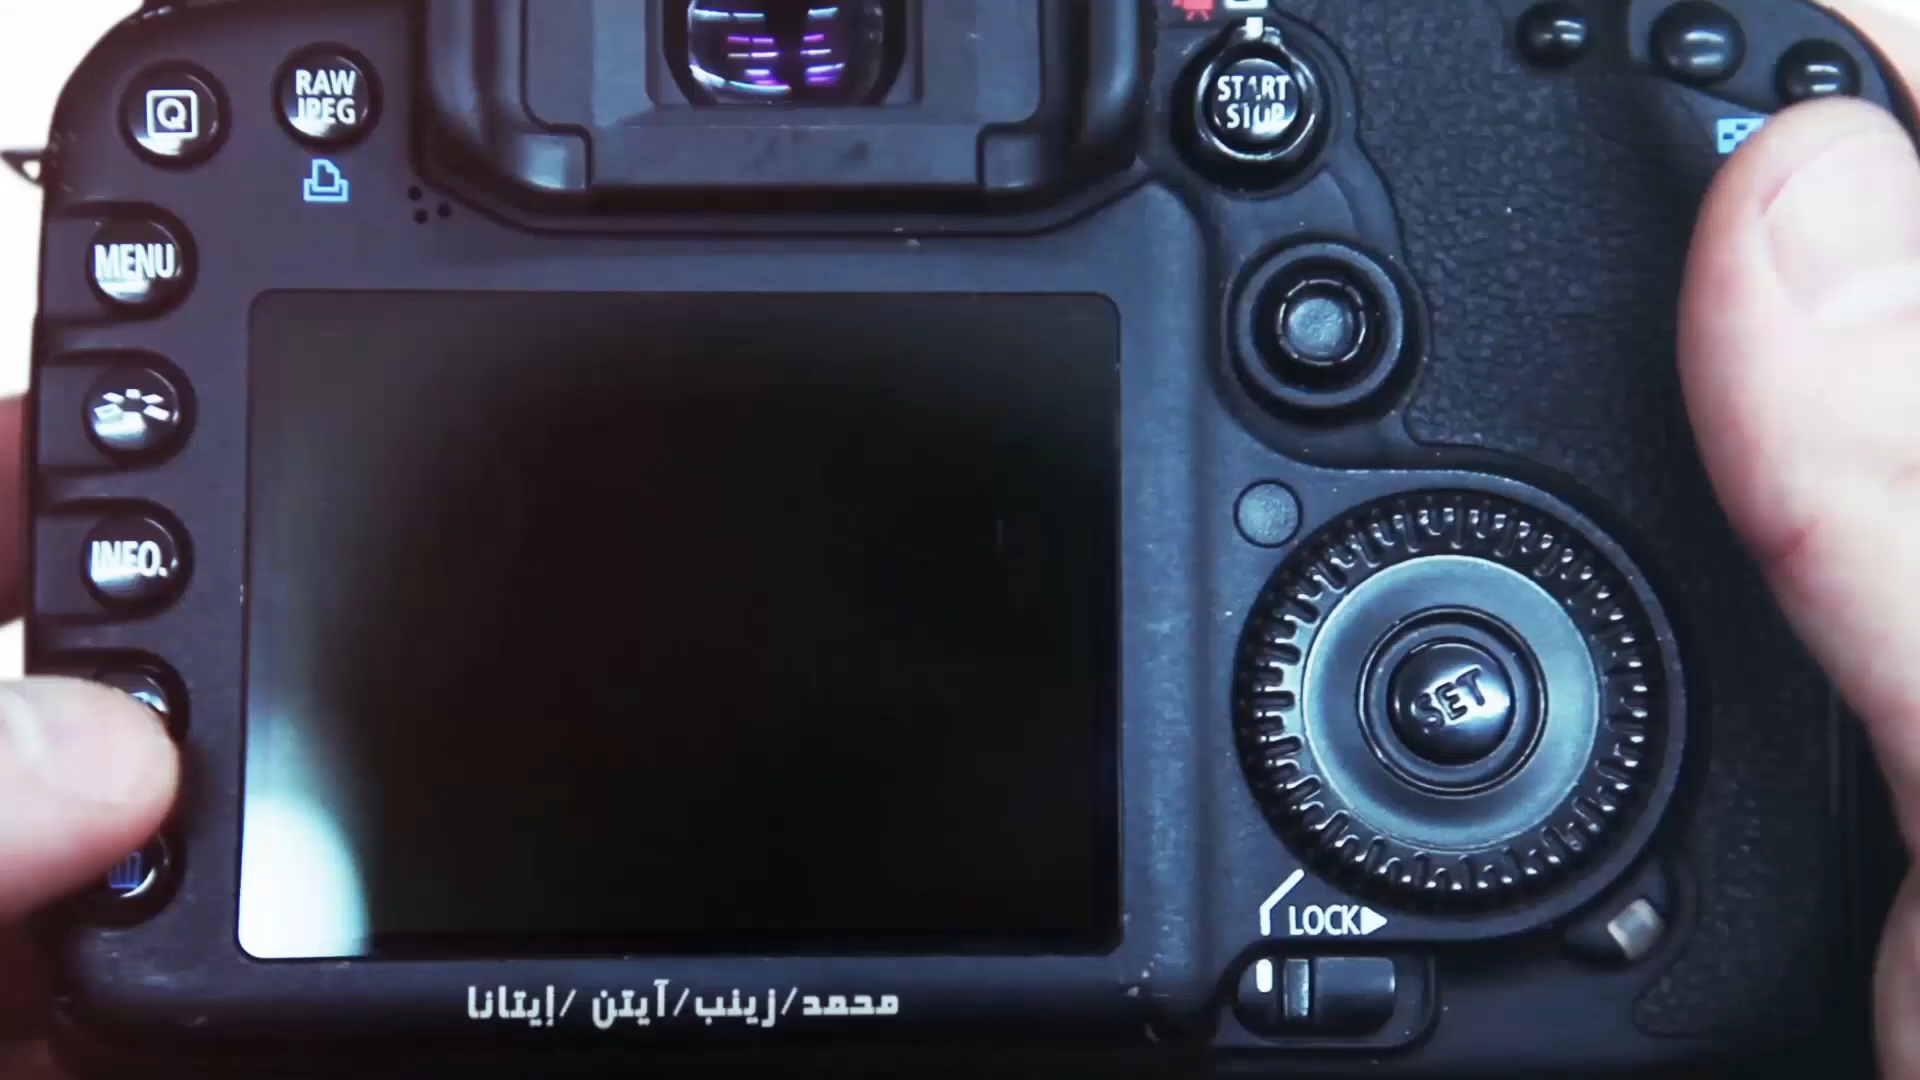 Q
RAW
JPEG
START
STOP
MENU
INFO.
SET
LOCK
محمد/زينب/آيتن /إيتانا